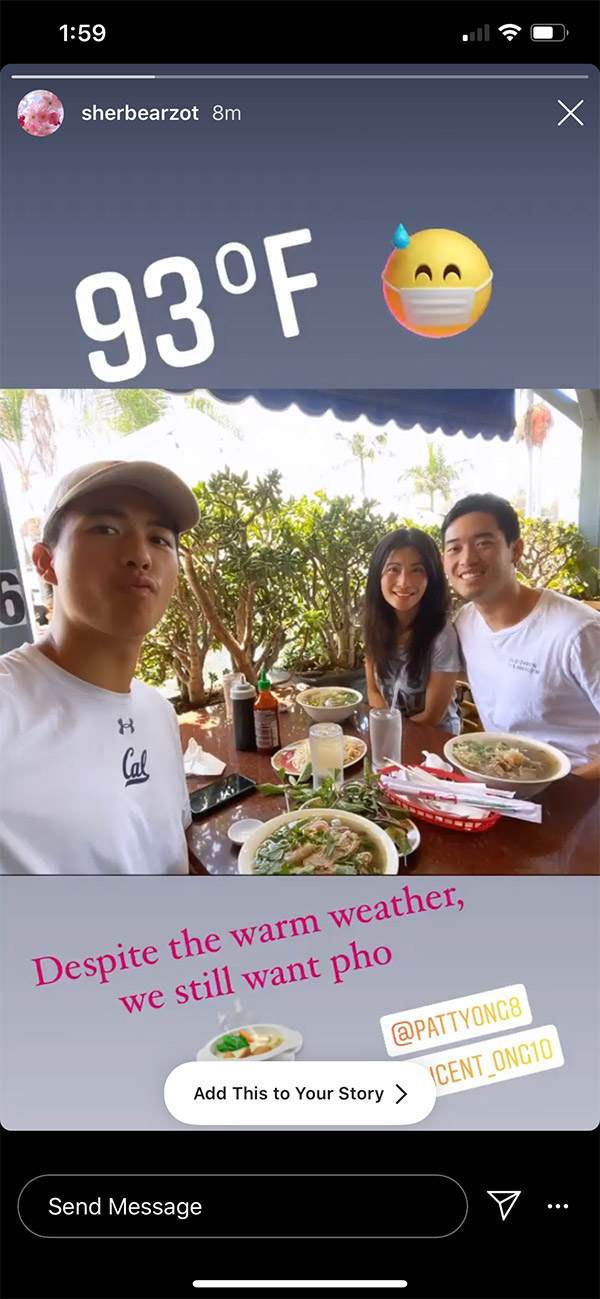 1:59
sherbearzot 8m
93°F
6
Cal
Despite the warm weather,
we still want pho
@PATTYONG8
ICENT_ONG10
Add This to Your Story
Send Message